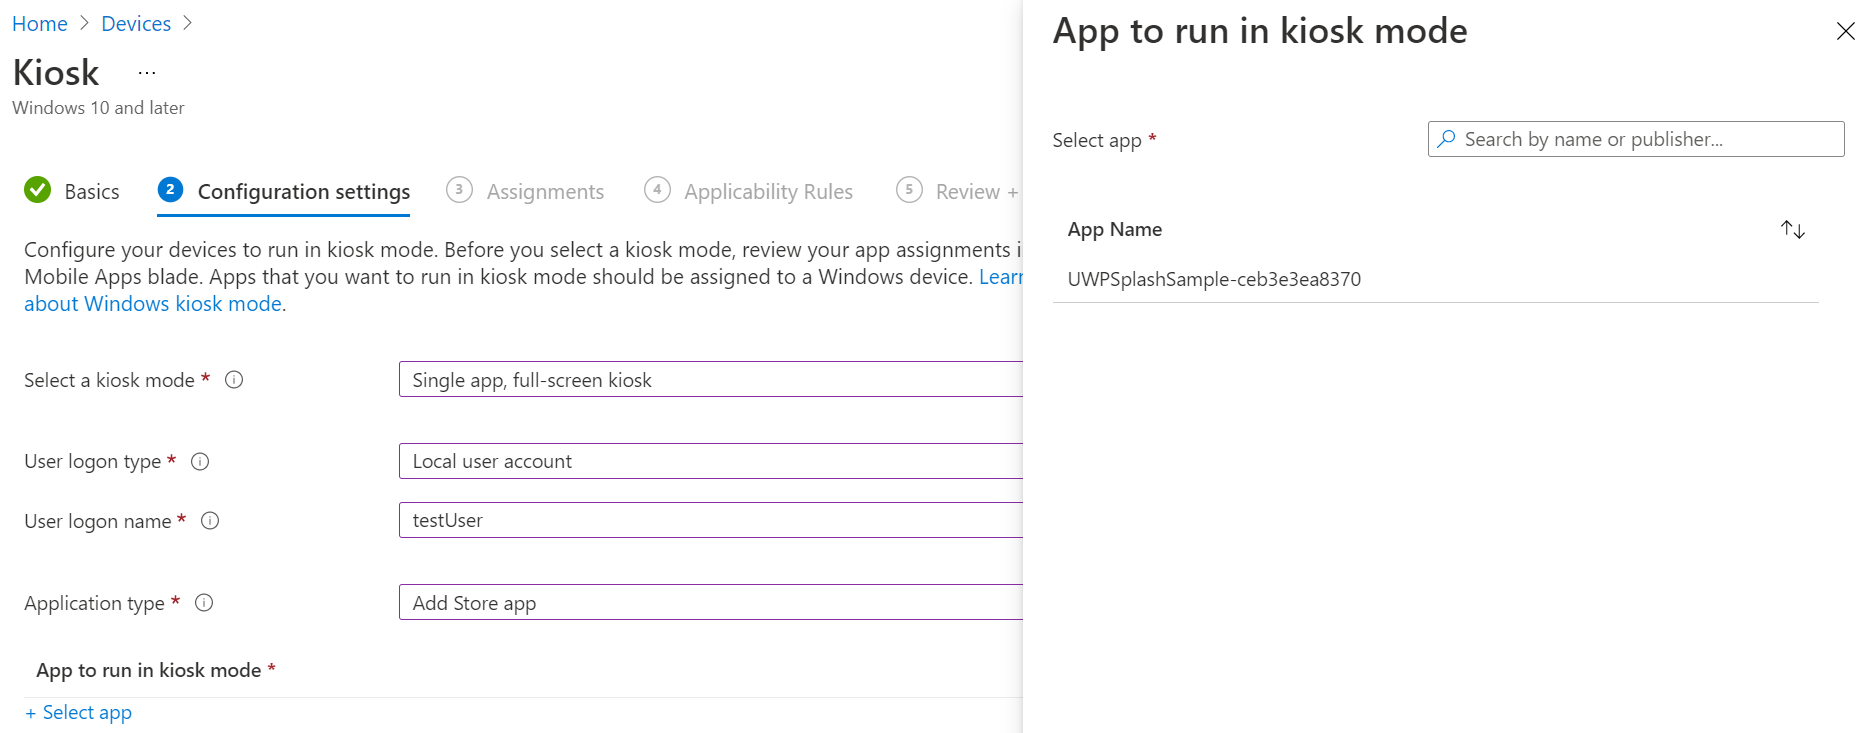 Home > Devices >
Kiosk ...
Windows 10 and later
Basics
2 Configuration settings
3 Assignments
4 Applicability Rules
5 Review +
Configure your devices to run in kiosk mode. Before you select a kiosk mode, review your app assignments i
Mobile Apps blade. Apps that you want to run in kiosk mode should be assigned to a Windows device. Learn
about Windows kiosk mode.
Select a kiosk mode * Single app, full-screen kiosk
User logon type * Local user account
User logon name * testUser
Application type * Add Store app
App to run in kiosk mode *
+ Select app
App to run in kiosk mode
Select app * Search by name or publisher...
App Name
UWPSplashSample-ceb3e3ea8370